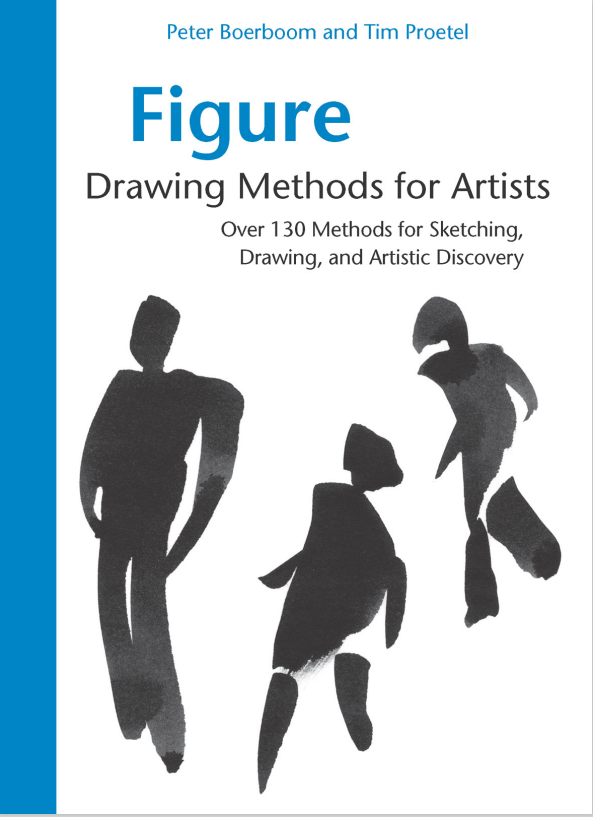 Peter Boerboom and Tim Proetel
Figure
Drawing Methods for Artists
Over 130 Methods for Sketching,
Drawing, and Artistic Discovery